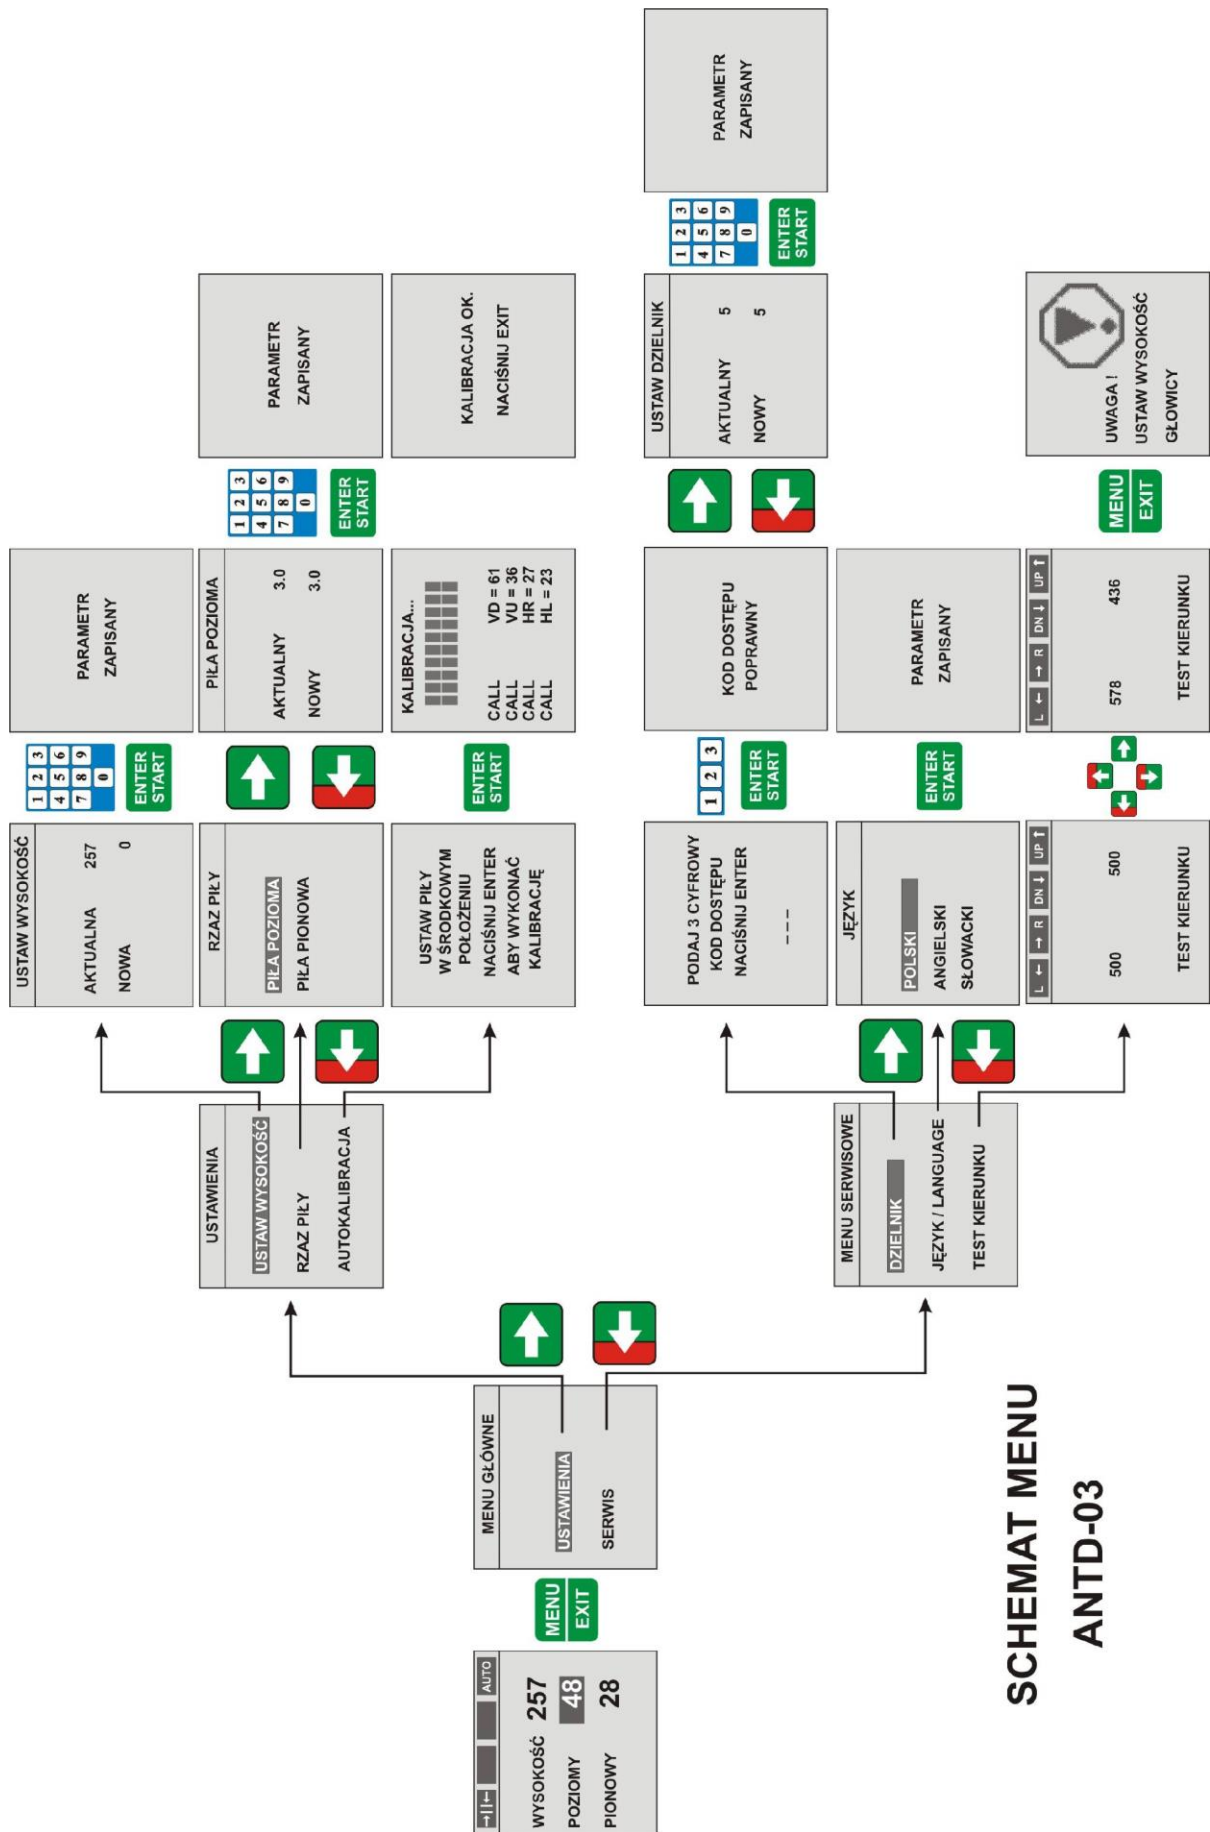 SCHEMAT MENU
ANTD-03
→||← AUTO
WYSOKOŚĆ 257
POZIOMY 48
PIONOWY 28
MENU
EXIT
MENU GŁÓWNE
USTAWIENIA
SERWIS
USTAWIENIA
USTAW WYSOKOŚĆ
RZAZ PIŁY
AUTOKALIBRACJA
USTAW WYSOKOŚĆ
AKTUALNA 257
NOWA 0
1 2 3
4 5 6
7 8 9
0
ENTER
START
PARAMETR
ZAPISANY
RZAZ PIŁY
PIŁA POZIOMA
PIŁA PIONOWA
PIŁA POZIOMA
AKTUALNY 3.0
NOWY 3.0
1 2 3
4 5 6
7 8 9
0
ENTER
START
PARAMETR
ZAPISANY
USTAW PIŁY
W ŚRODKOWYM
POŁOŻENIU
NACIŚNIJ ENTER
ABY WYKONAĆ
KALIBRACJĘ
ENTER
START
KALIBRACJA...
CALL VD = 61
CALL VU = 36
CALL HR = 27
CALL HL = 23
KALIBRACJA OK.
NACIŚNIJ EXIT
MENU SERWISOWE
DZIELNIK
JĘZYK / LANGUAGE
TEST KIERUNKU
PODAJ 3 CYFROWY
KOD DOSTĘPU
NACIŚNIJ ENTER
_ _ _
1 2 3
ENTER
START
KOD DOSTĘPU
POPRAWNY
USTAW DZIELNIK
AKTUALNY 5
NOWY 5
1 2 3
4 5 6
7 8 9
0
ENTER
START
PARAMETR
ZAPISANY
JĘZYK
POLSKI
ANGIELSKI
SŁOWACKI
ENTER
START
PARAMETR
ZAPISANY
L ← → R DN ↓ UP ↑
500 500
TEST KIERUNKU
L ← → R DN ↓ UP ↑
578 436
TEST KIERUNKU
MENU
EXIT
UWAGA !
USTAW WYSOKOŚĆ
GŁOWICY